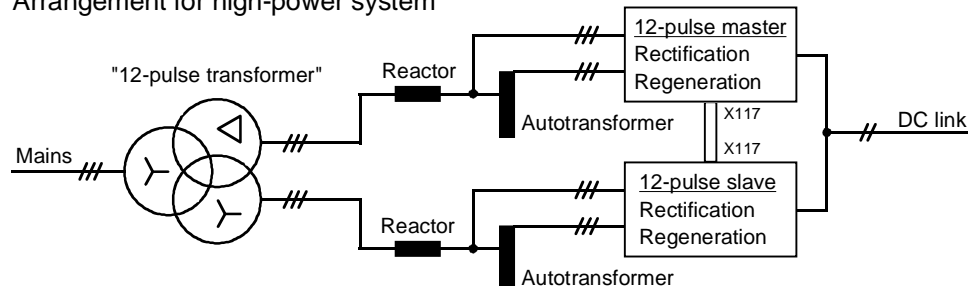 Arrangement for high-power system
"12-pulse transformer"
Mains
Reactor
Autotransformer
12-pulse master
Rectification
Regeneration
X117
X117
DC link
12-pulse slave
Rectification
Regeneration
Reactor
Autotransformer